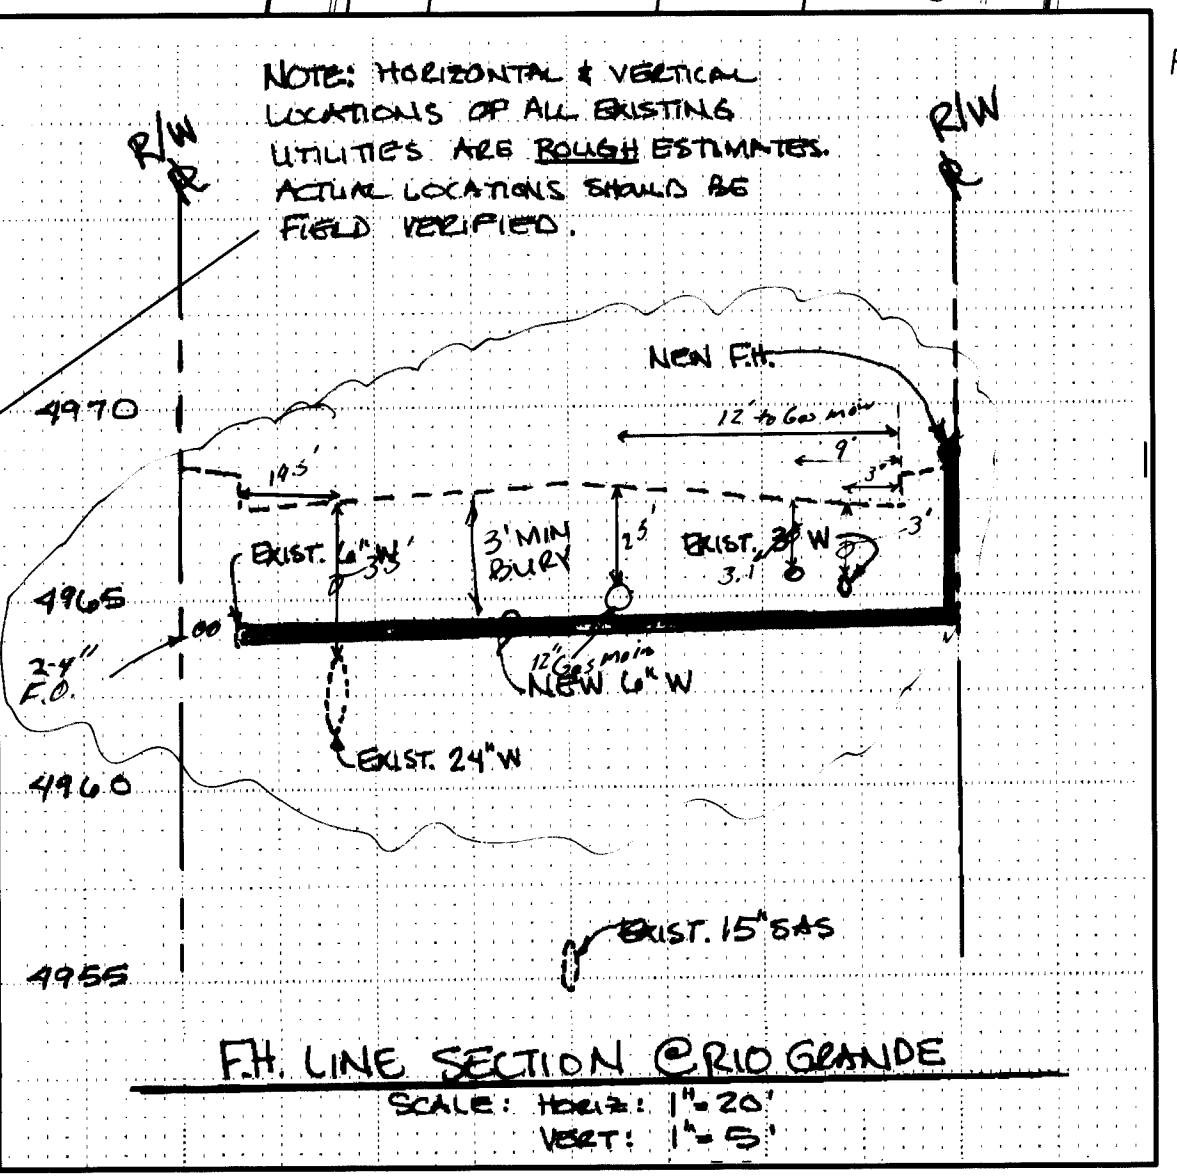 NOTE: HORIZONTAL & VERTICAL
LOCATIONS OF ALL EXISTING
UTILITIES ARE ROUGH ESTIMATES.
ACTUAL LOCATIONS SHOULD BE
FIELD VERIFIED.
R/W
R/W
NEW F.H.
4970
12' to Gas main
9'
3'
19.5'
EXIST. 6" W
3.5'
3' MIN
BURY
2.5'
EXIST. W
3.1'
3'
4965
2-4"
F.O.
12" Gas Main
NEW 6" W
EXIST. 24" W
4960
EXIST. 15" SAS
4955
F.H. LINE SECTION @ RIO GRANDE
SCALE: HORIZ: 1"=20'
VERT: 1"=5'